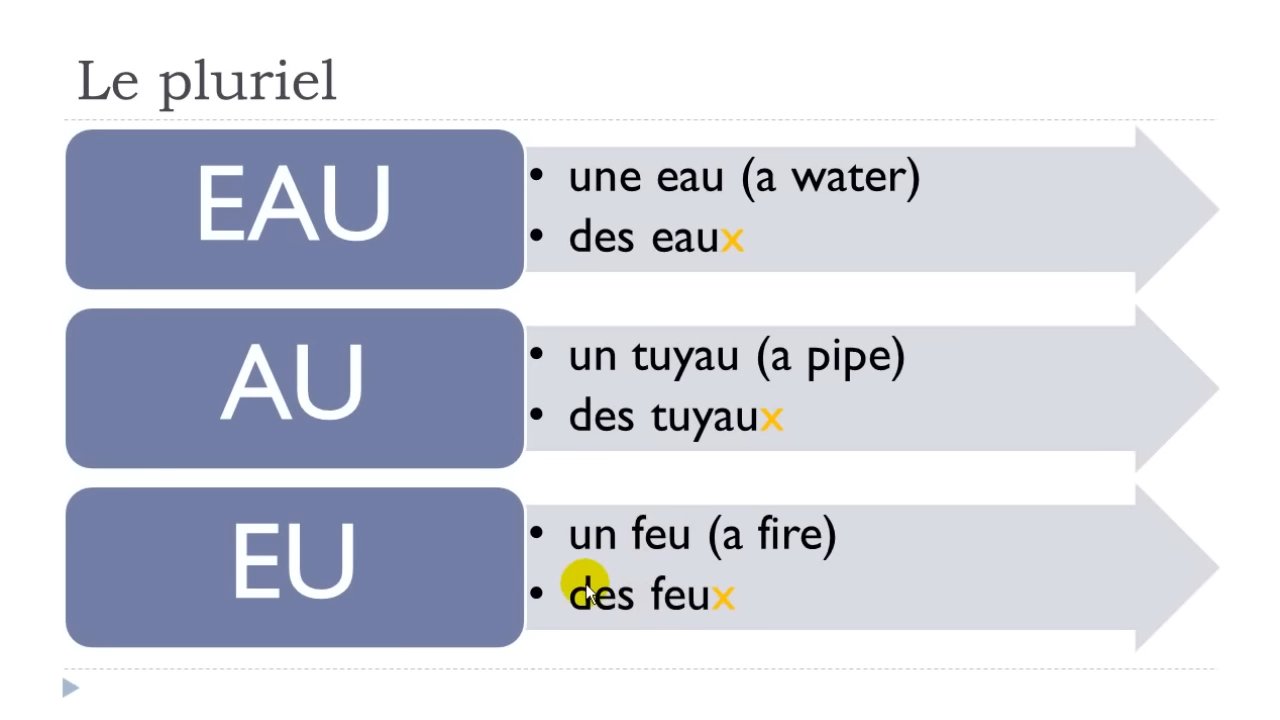 Le pluriel
EAU
• une eau (a water)
• des eaux
AU
• un tuyau (a pipe)
• des tuyaux
EU
• un feu (a fire)
• des feux